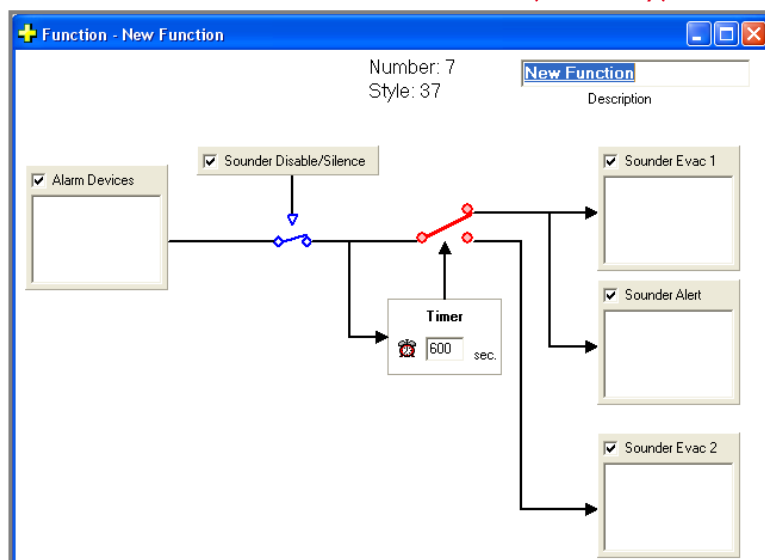 Function - New Function
Number: 7
Style: 37
New Function
Description
Sounder Disable/Silence
Alarm Devices
Sounder Evac 1
Sounder Alert
Timer
600 sec.
Sounder Evac 2